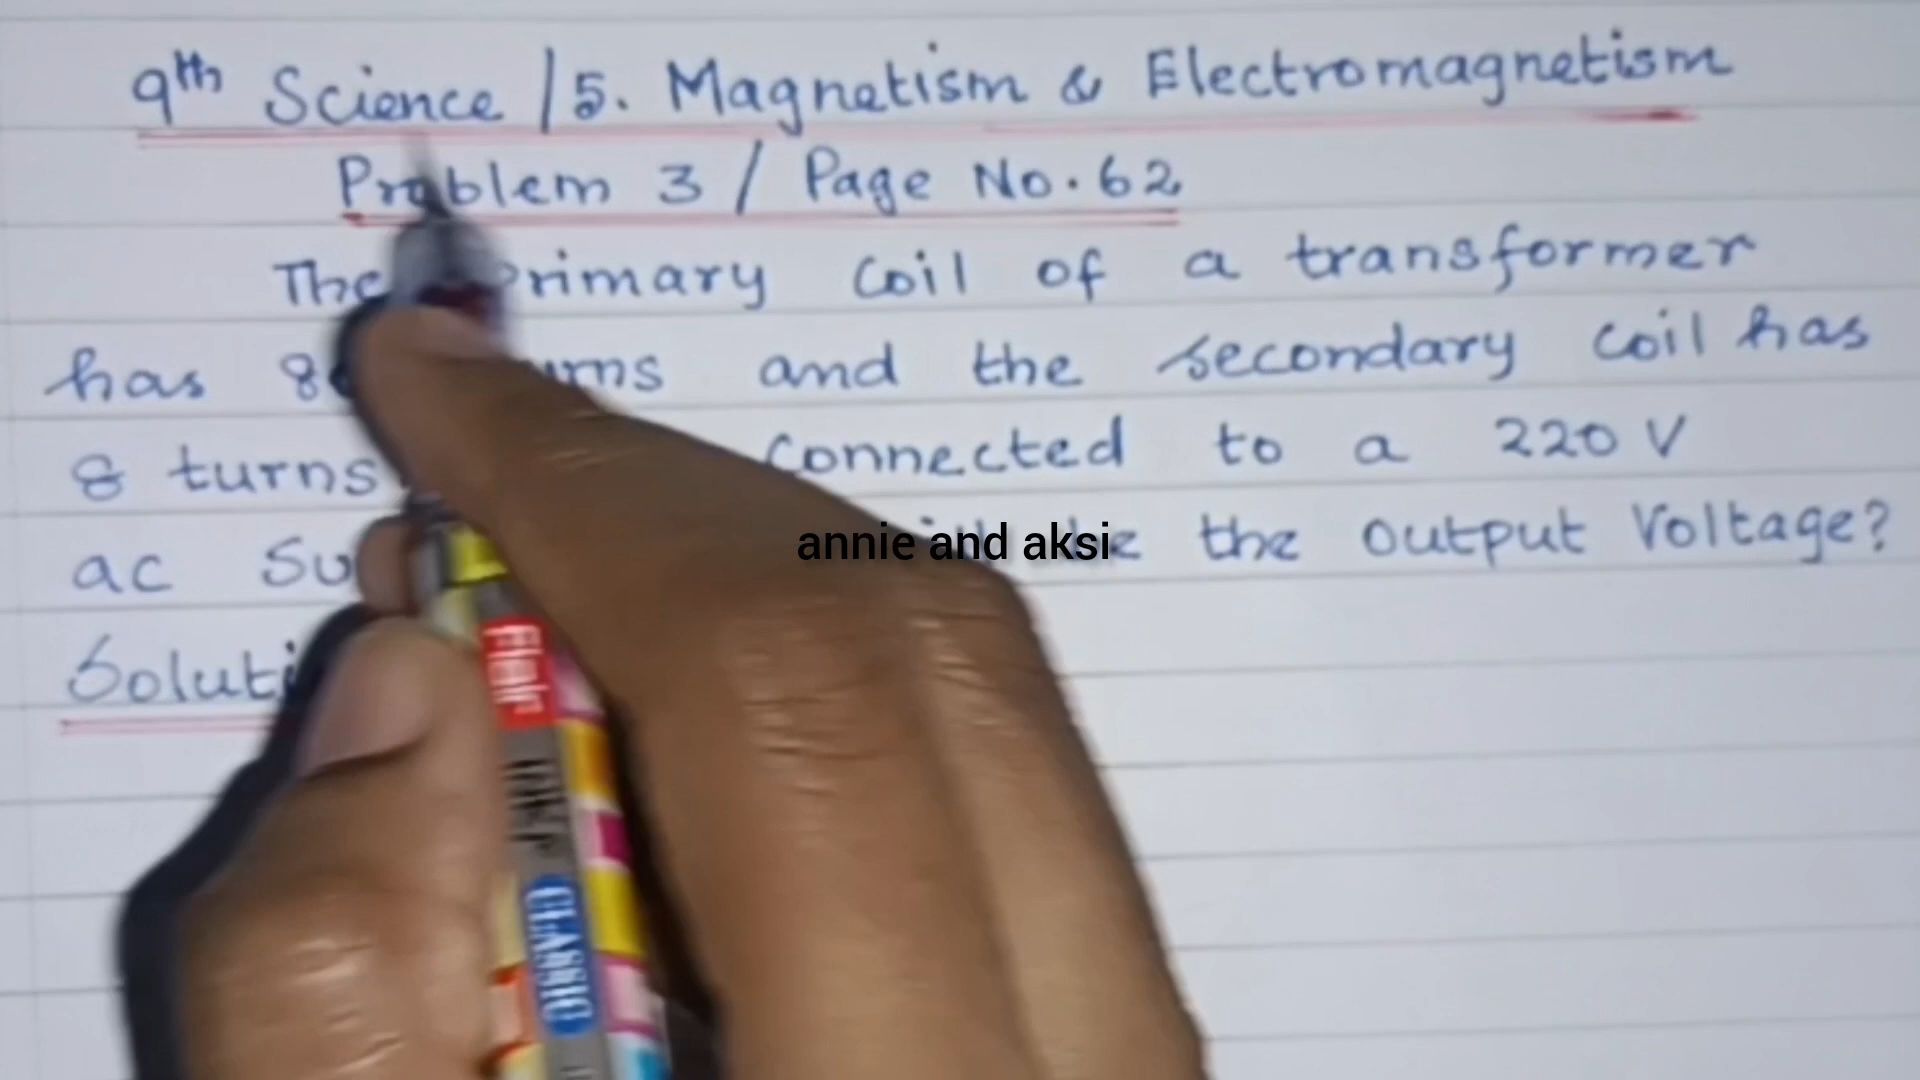 9th Science / 5. Magnetism & Electromagnetism
Problem 3 / Page No. 62
The Primary coil of a transformer
has and the secondary coil has
8 turns connected to a 220 V
ac the output Voltage?
annie and aksi
Flair
CLASSIC